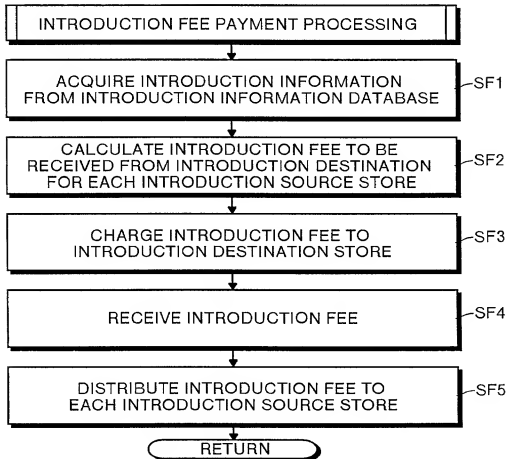 INTRODUCTION FEE PAYMENT PROCESSING
ACQUIRE INTRODUCTION INFORMATION
FROM INTRODUCTION INFORMATION DATABASE
SF1
CALCULATE INTRODUCTION FEE TO BE
RECEIVED FROM INTRODUCTION DESTINATION
FOR EACH INTRODUCTION SOURCE STORE
SF2
CHARGE INTRODUCTION FEE TO
INTRODUCTION DESTINATION STORE
SF3
RECEIVE INTRODUCTION FEE
SF4
DISTRIBUTE INTRODUCTION FEE TO
EACH INTRODUCTION SOURCE STORE
SF5
RETURN